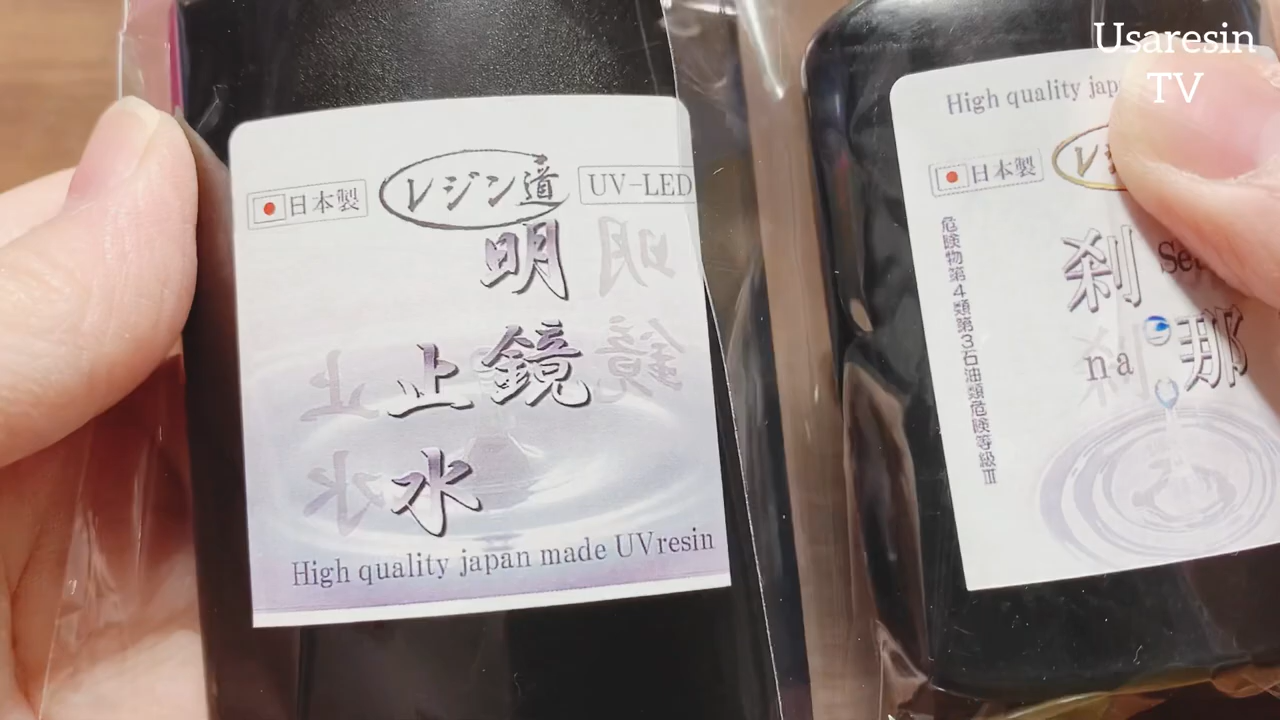 Usaresin
TV
日本製
レジン道
UV-LED
明鏡
止水
High quality japan made UVresin
High quality
日本製
刹
那
na
危険物第4類第3石油類危険等級Ⅲ